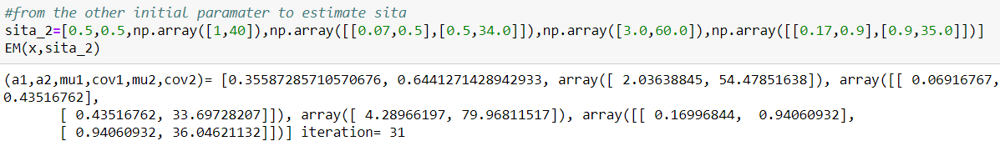 #from the other initial paramater to estimate sita
sita_2=[0.5,0.5,np.array([1,40]),np.array([[0.07,0.5],[0.5,34.0]]),np.array([3.0,60.0]),np.array([[0.17,0.9],[0.9,35.0]])]
EM(x,sita_2)
(a1,a2,mu1,cov1,mu2,cov2)= [0.35587285710570676, 0.6441271428942933, array([ 2.03638845, 54.47851638]), array([[ 0.06916767,
0.43516762],
       [ 0.43516762, 33.69728207]]), array([ 4.28966197, 79.96811517]), array([[ 0.16996844,  0.94060932],
       [ 0.94060932, 36.04621132]])] iteration= 31